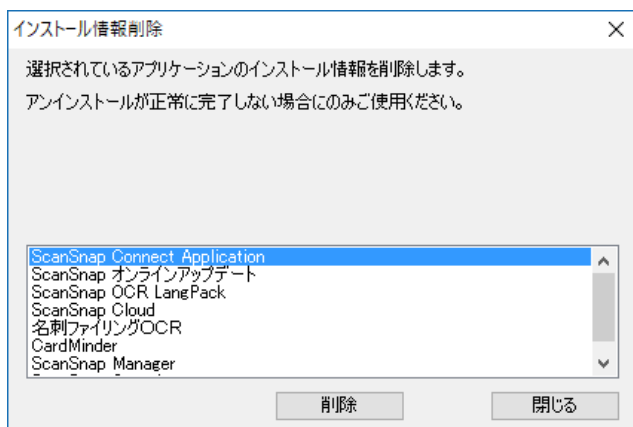 インストール情報削除
選択されているアプリケーションのインストール情報を削除します。
アンインストールが正常に完了しない場合にのみご使用ください。
ScanSnap Connect Application
ScanSnap オンラインアップデート
ScanSnap OCR LangPack
ScanSnap Cloud
名刺ファイリングOCR
CardMinder
ScanSnap Manager
削除
閉じる